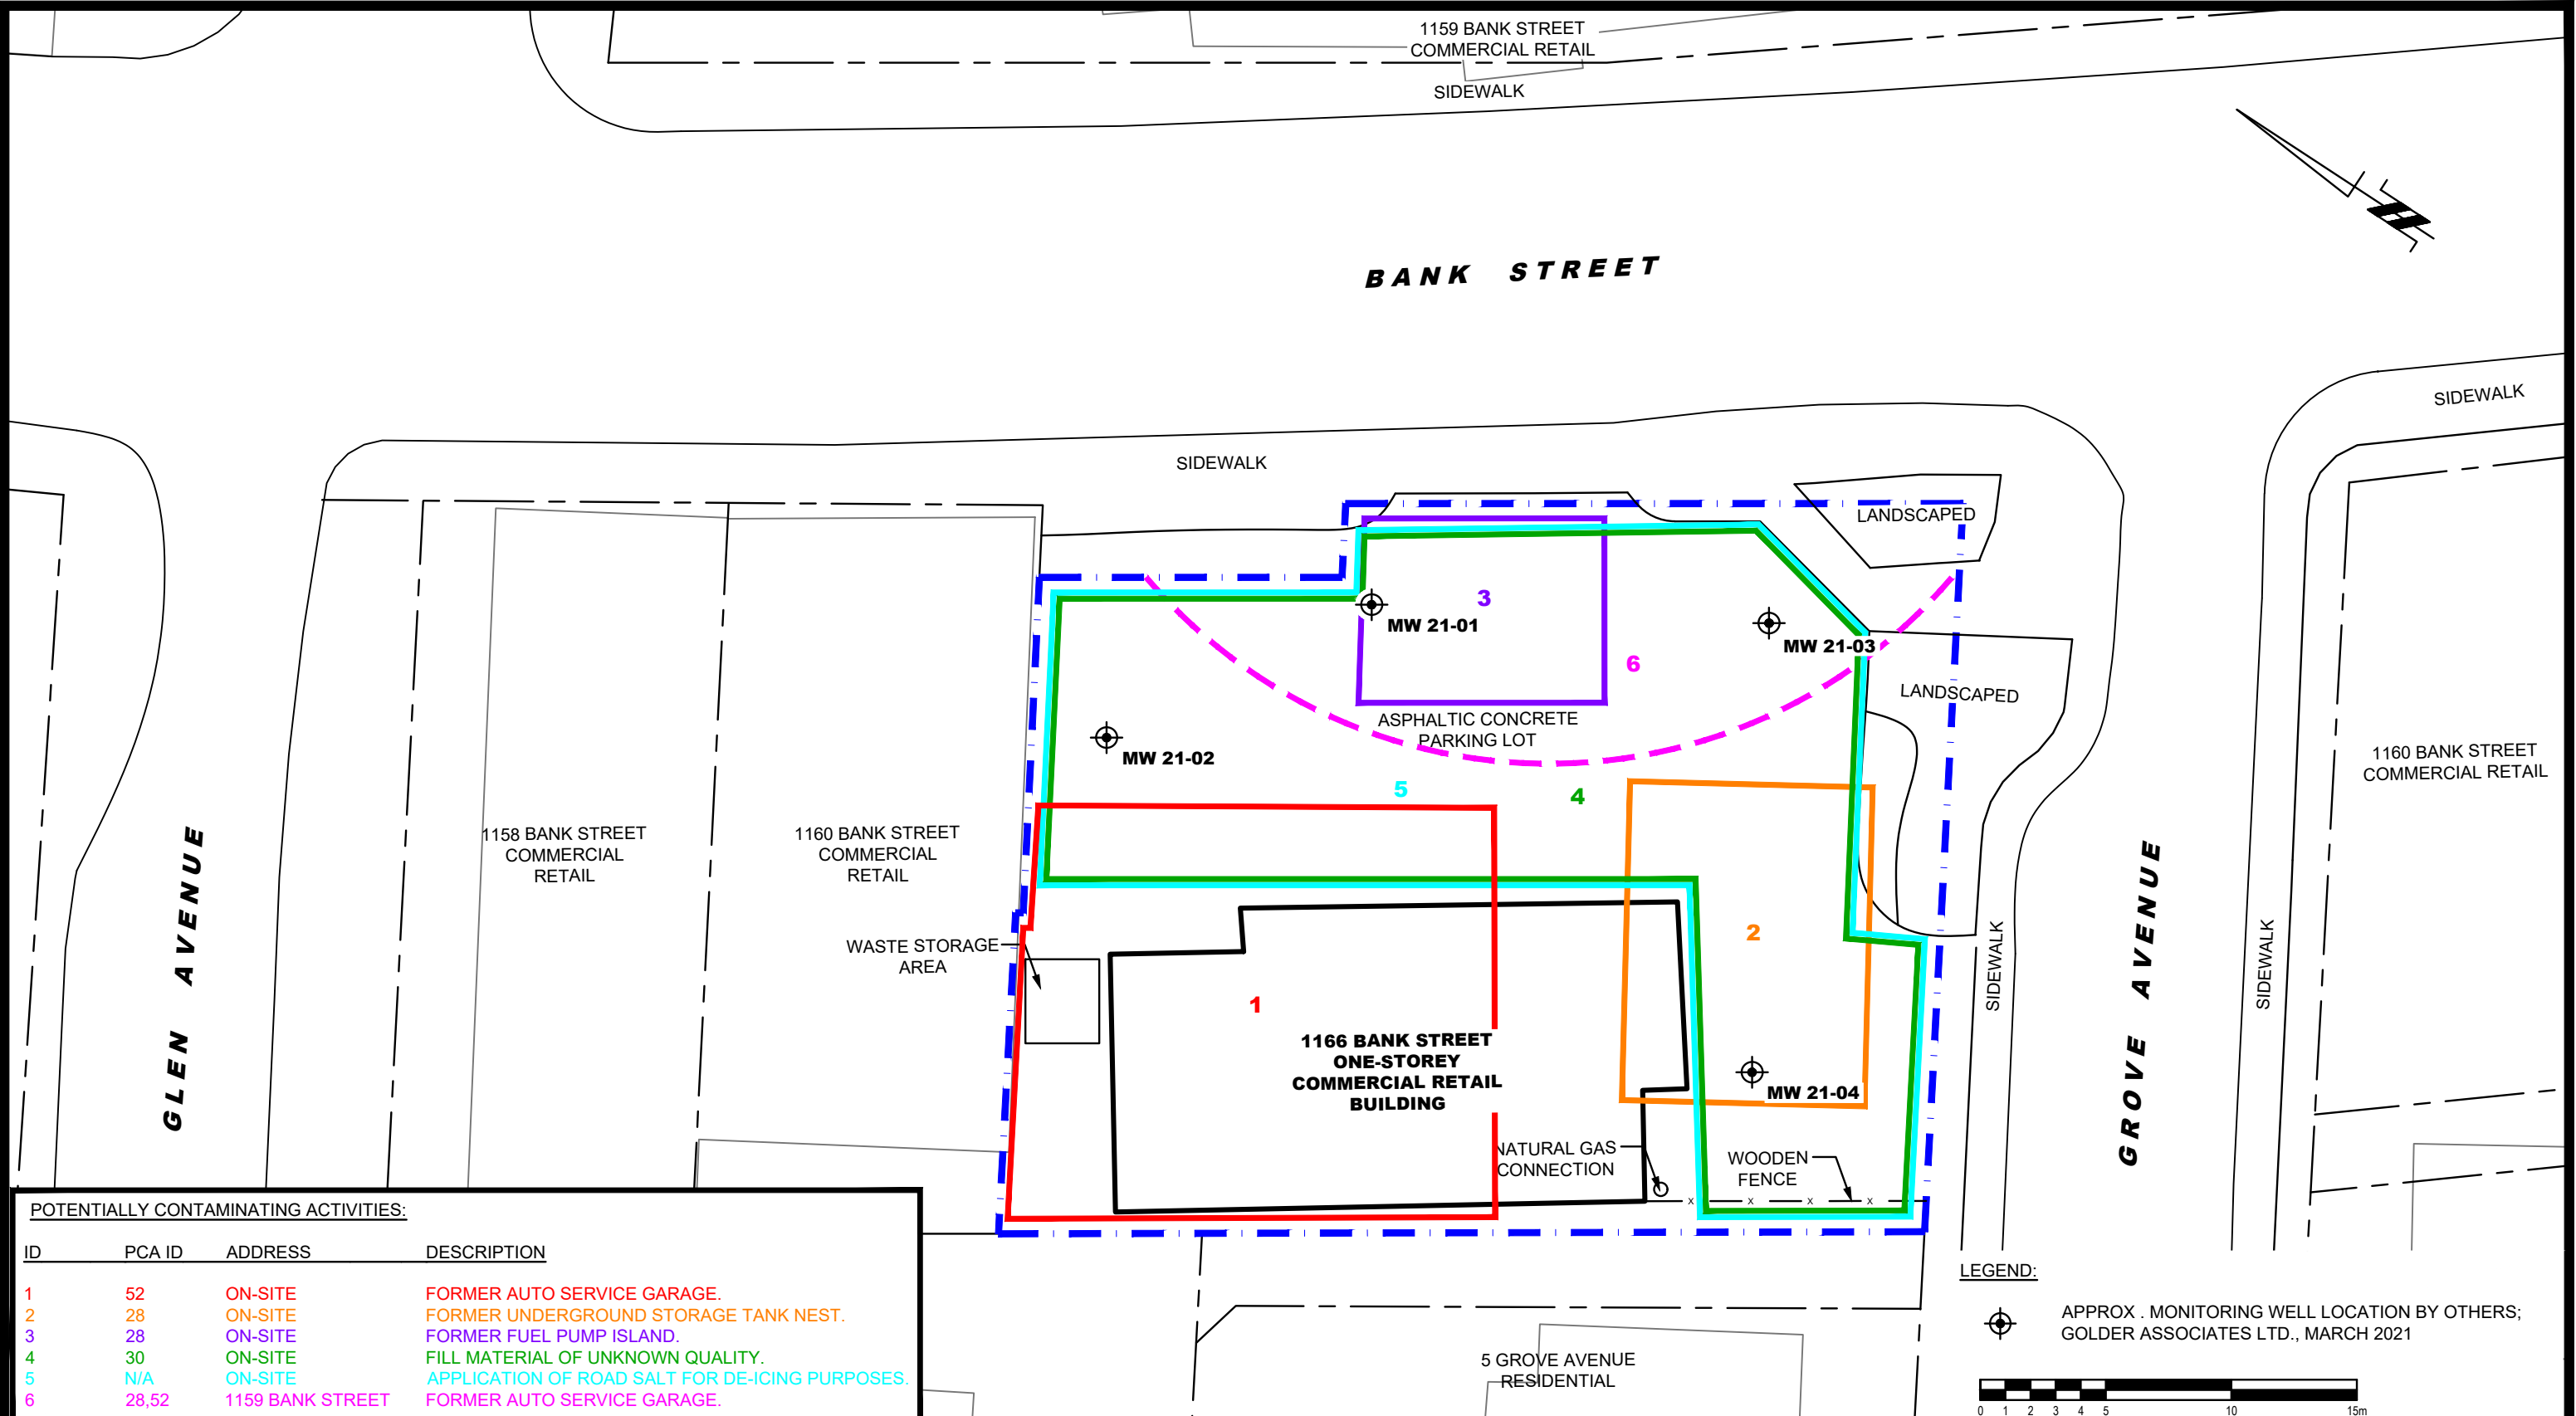 1159 BANK STREET
COMMERCIAL RETAIL
SIDEWALK
BANK STREET
SIDEWALK
SIDEWALK
LANDSCAPED
3
MW 21-01
MW 21-03
6
LANDSCAPED
ASPHALTIC CONCRETE
PARKING LOT
MW 21-02
1160 BANK STREET
COMMERCIAL RETAIL
5
4
1158 BANK STREET
COMMERCIAL
RETAIL
1160 BANK STREET
COMMERCIAL
RETAIL
GLEN AVENUE
GROVE AVENUE
SIDEWALK
SIDEWALK
WASTE STORAGE
AREA
2
1
1166 BANK STREET
ONE-STOREY
COMMERCIAL RETAIL
BUILDING
MW 21-04
NATURAL GAS
CONNECTION
WOODEN
FENCE
x x x x
POTENTIALLY CONTAMINATING ACTIVITIES:
ID PCA ID ADDRESS DESCRIPTION
1 52 ON-SITE FORMER AUTO SERVICE GARAGE.
2 28 ON-SITE FORMER UNDERGROUND STORAGE TANK NEST.
3 28 ON-SITE FORMER FUEL PUMP ISLAND.
4 30 ON-SITE FILL MATERIAL OF UNKNOWN QUALITY.
5 N/A ON-SITE APPLICATION OF ROAD SALT FOR DE-ICING PURPOSES.
6 28,52 1159 BANK STREET FORMER AUTO SERVICE GARAGE.
5 GROVE AVENUE
RESIDENTIAL
LEGEND:
APPROX . MONITORING WELL LOCATION BY OTHERS;
GOLDER ASSOCIATES LTD., MARCH 2021
0 1 2 3 4 5 10 15m